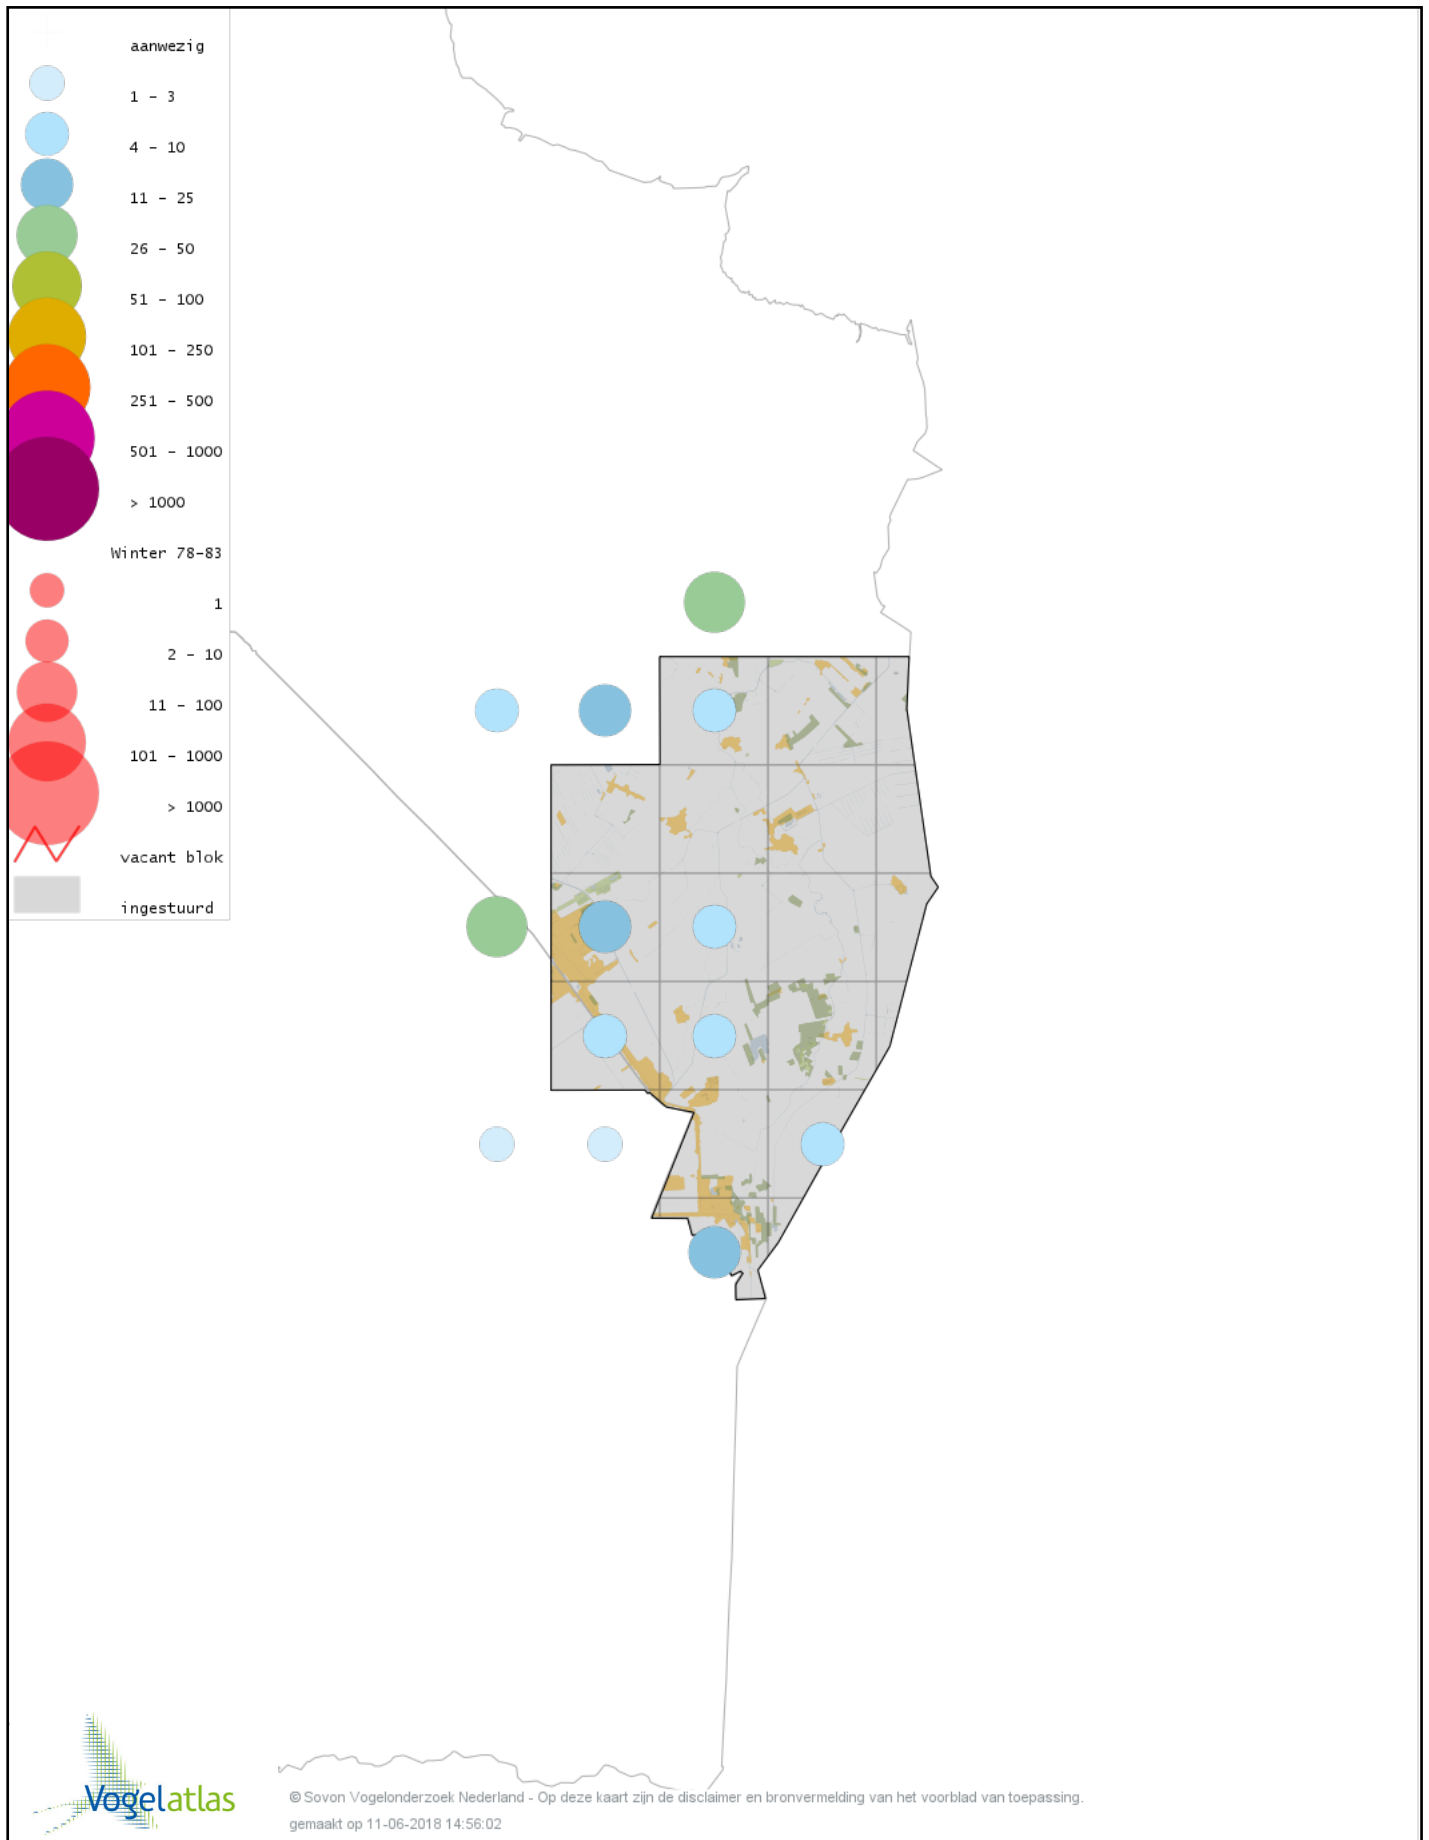 aanwezig
1 - 3
4 - 10
11 - 25
26 - 50
51 - 100
101 - 250
251 - 500
501 - 1000
> 1000
Winter 78-83
1
2 - 10
11 - 100
101 - 1000
> 1000
vacant blok
ingestuurd
Vogelatlas
© Sovon Vogelonderzoek Nederland - Op deze kaart zijn de disclaimer en bronvermelding van het voorblad van toepassing.
gemaakt op 11-06-2018 14:56:02